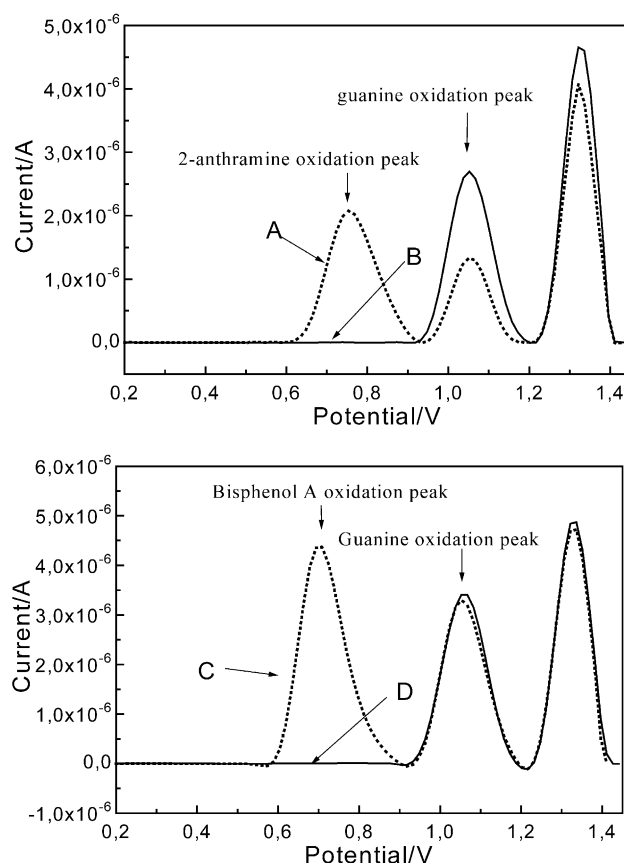 5,0x10-6
4,0x10-6
3,0x10-6
2,0x10-6
1,0x10-6
0,0
Current/A
guanine oxidation peak
2-anthramine oxidation peak
A
B
0,2 0,4 0,6 0,8 1,0 1,2 1,4
Potential/V
6,0x10-6
5,0x10-6
4,0x10-6
3,0x10-6
2,0x10-6
1,0x10-6
0,0
-1,0x10-6
Current/A
Bisphenol A oxidation peak
Guanine oxidation peak
C
D
0,2 0,4 0,6 0,8 1,0 1,2 1,4
Potential/V